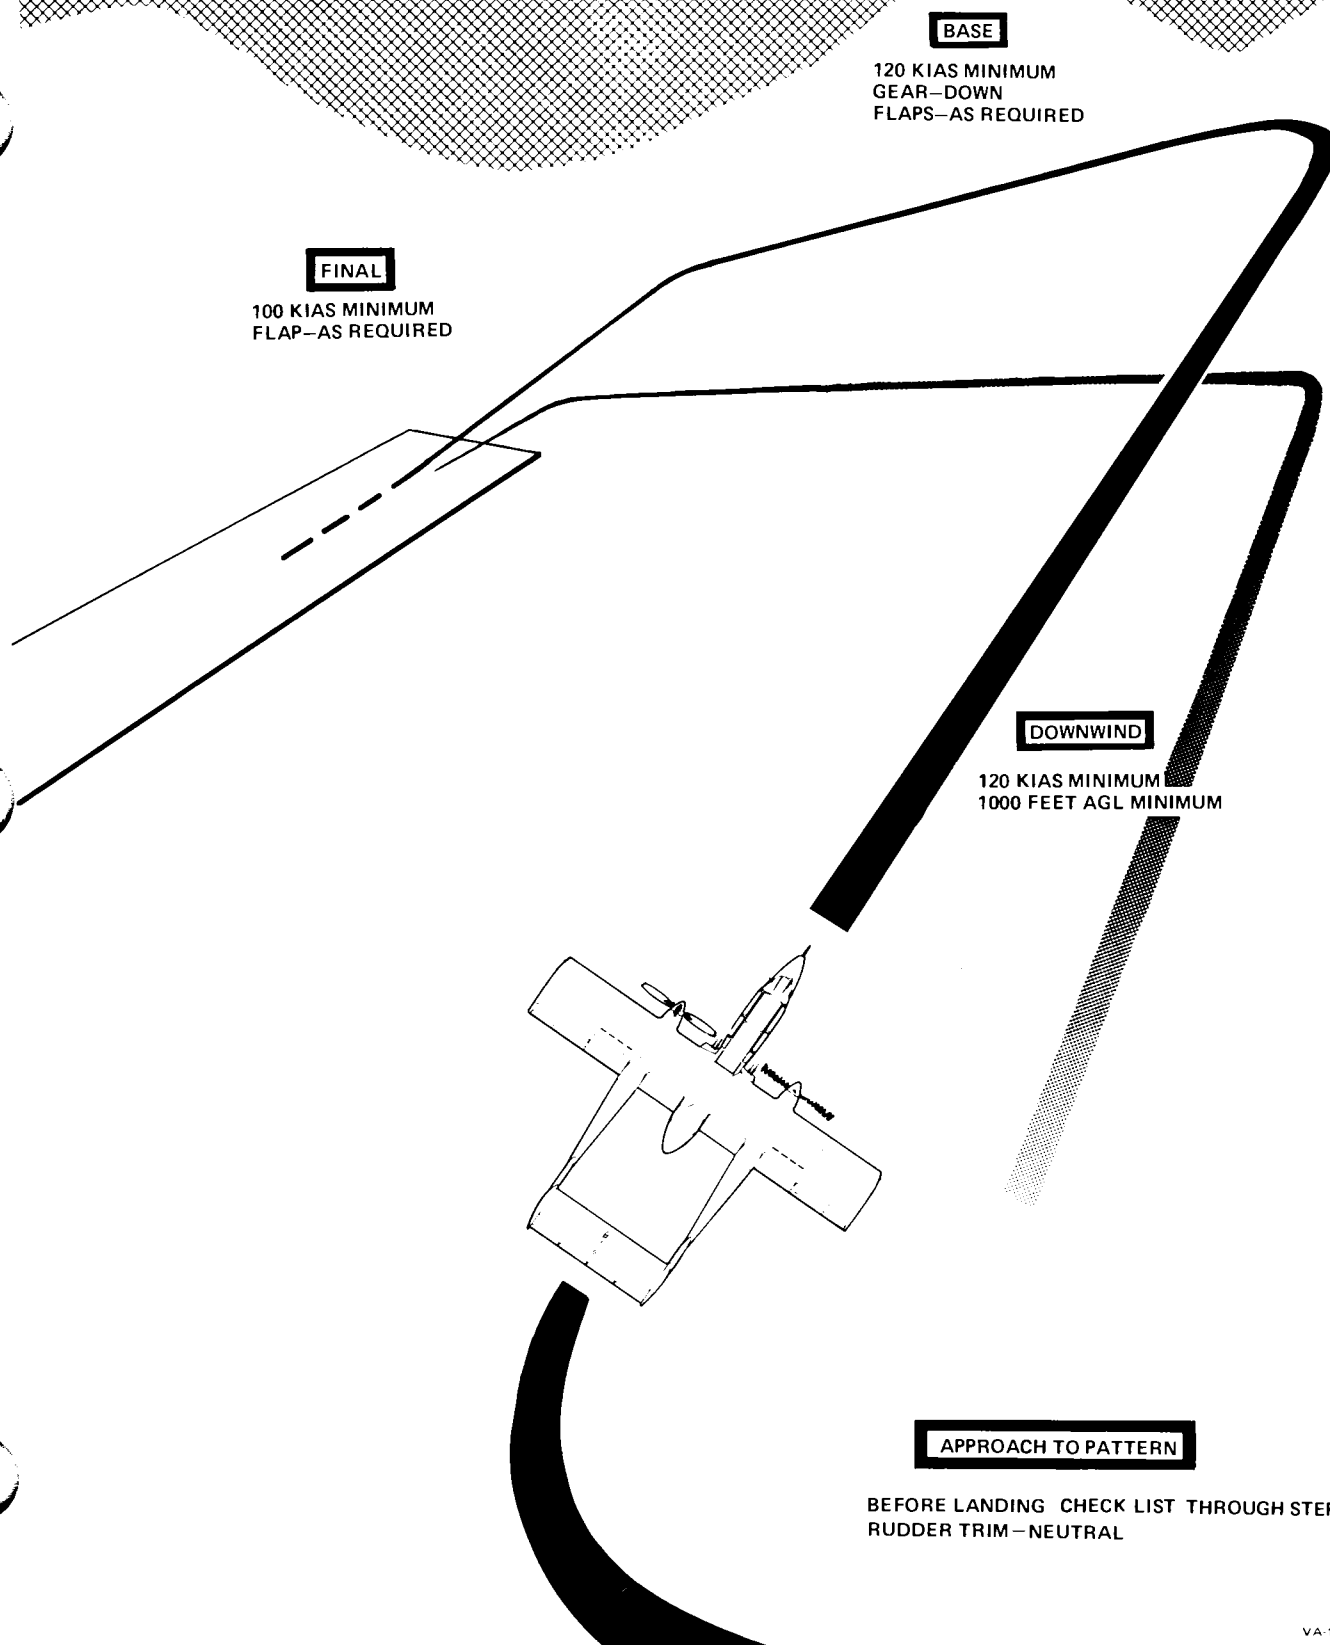 BASE
120 KIAS MINIMUM
GEAR—DOWN
FLAPS—AS REQUIRED
FINAL
100 KIAS MINIMUM
FLAP—AS REQUIRED
DOWNWIND
120 KIAS MINIMUM
1000 FEET AGL MINIMUM
APPROACH TO PATTERN
BEFORE LANDING CHECK LIST THROUGH STEP
RUDDER TRIM—NEUTRAL